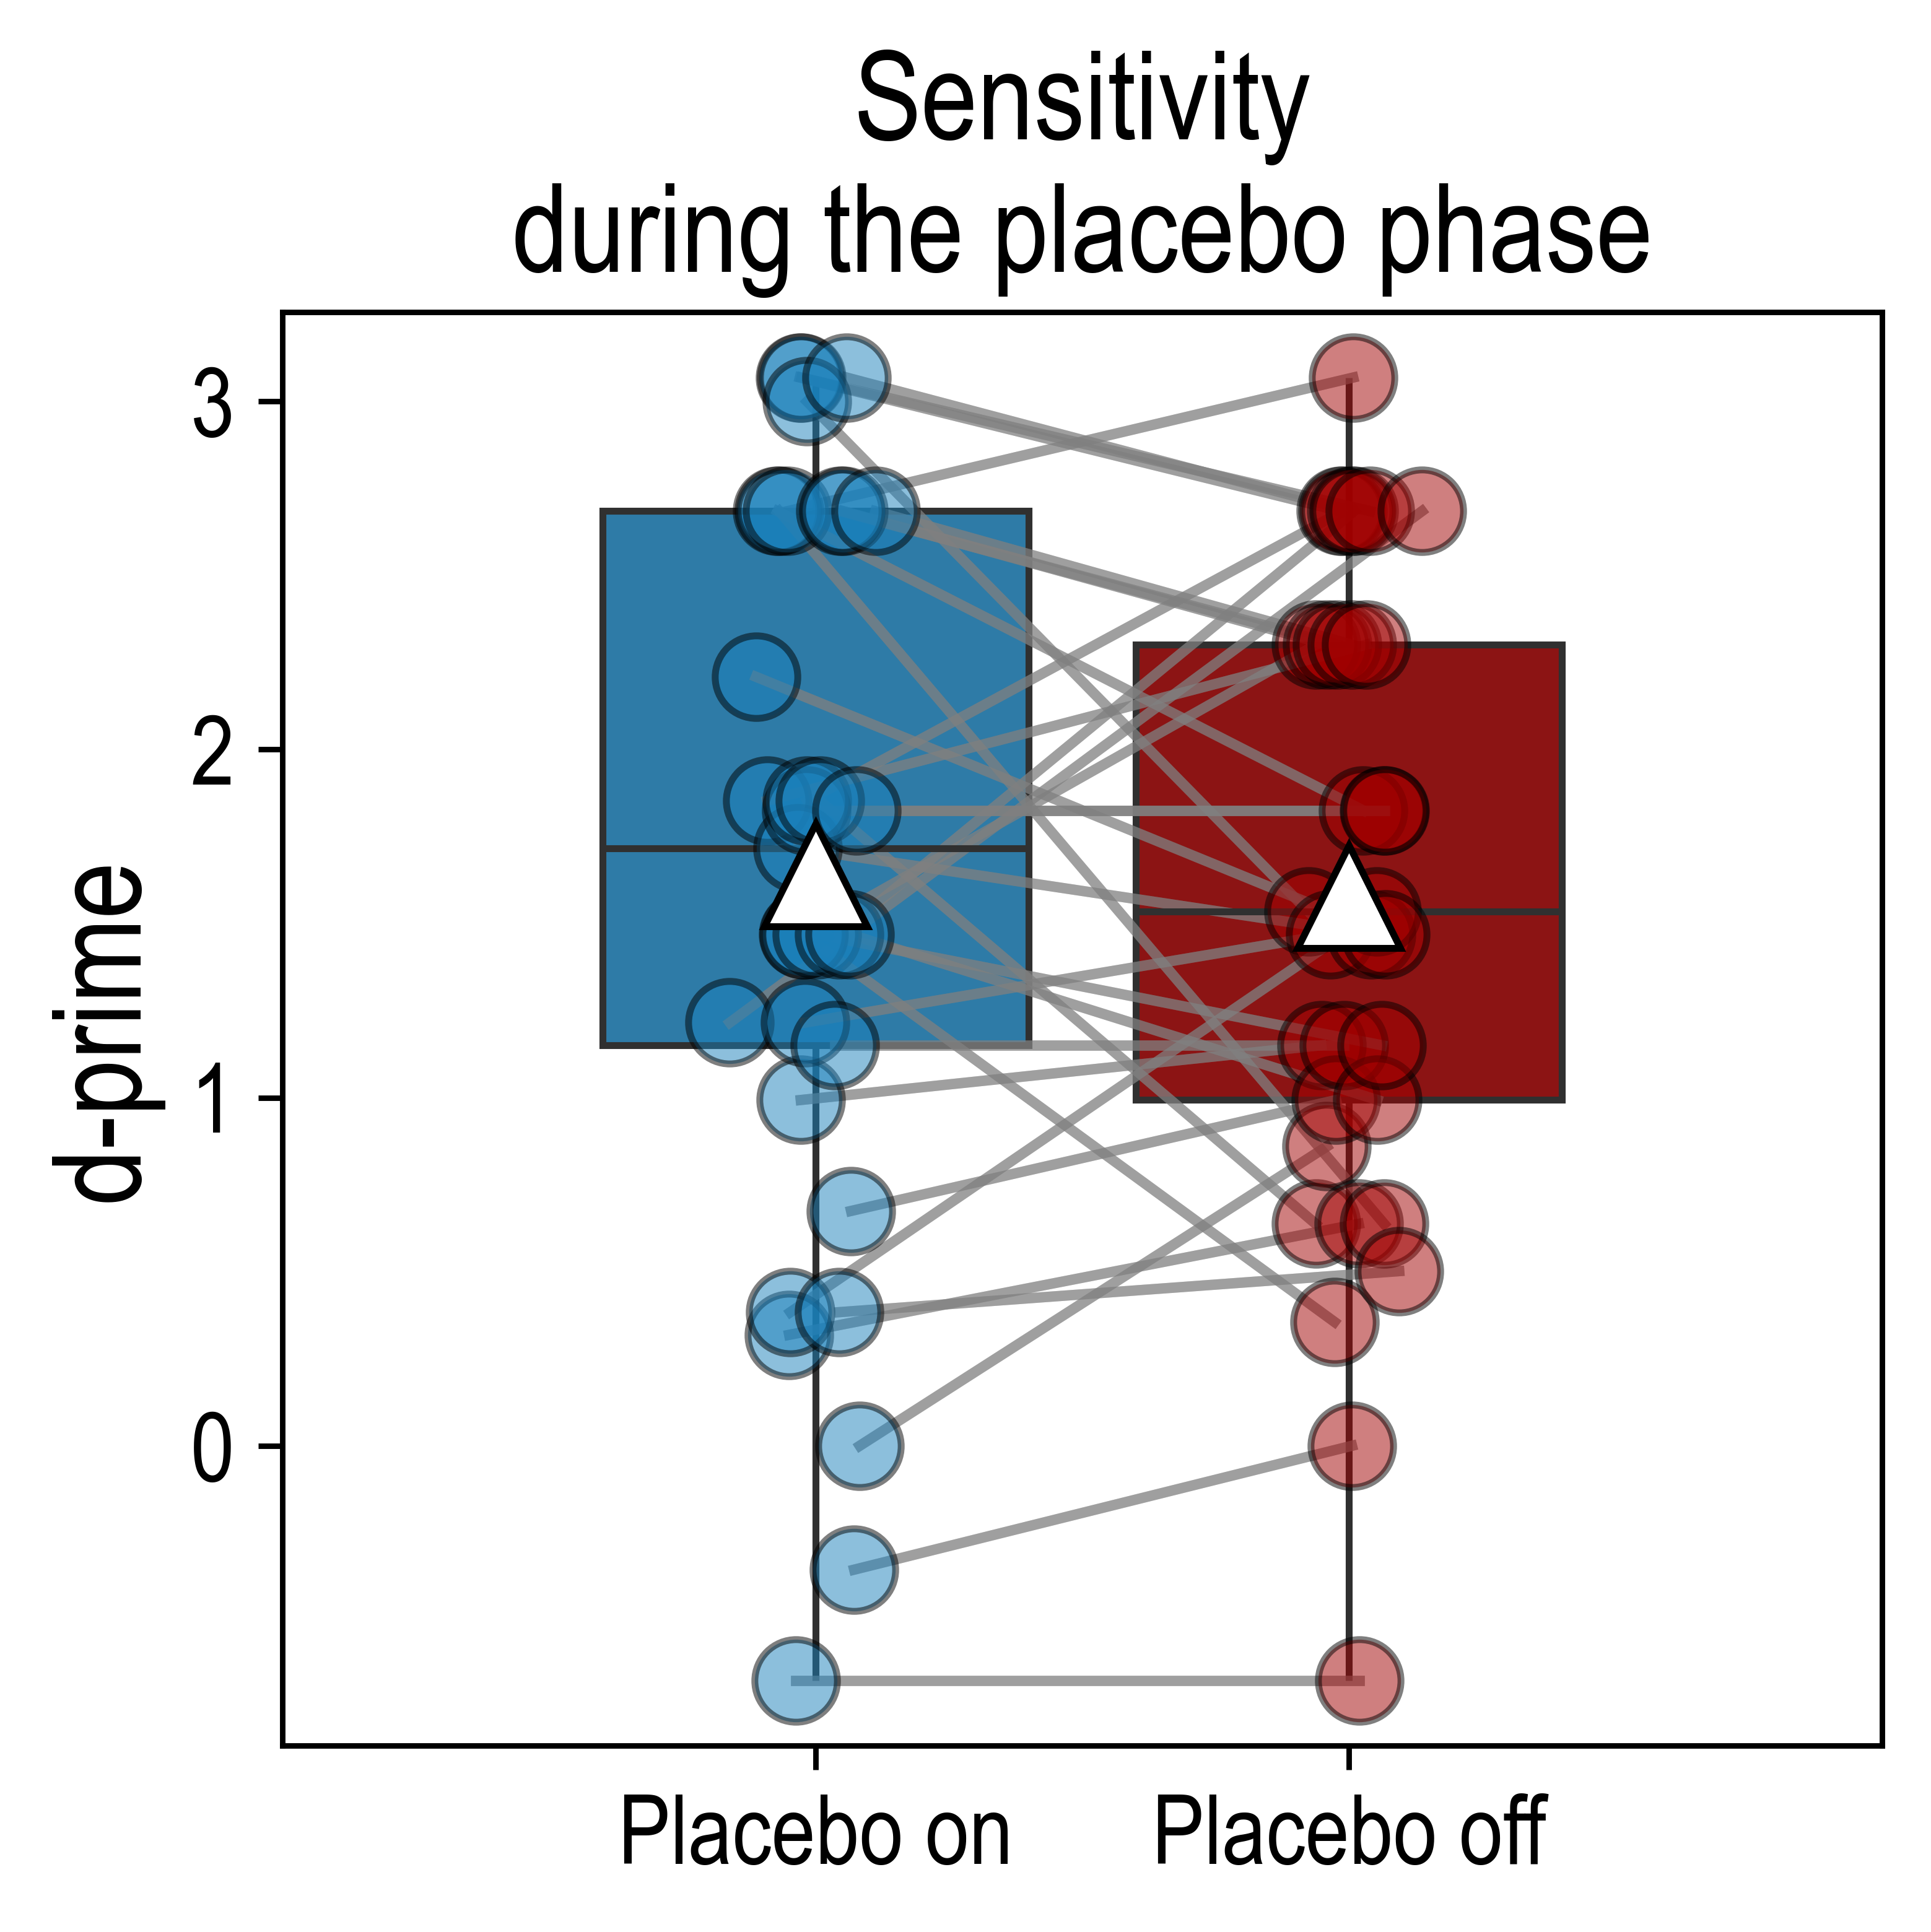 Sensitivity
during the placebo phase
d-prime
3
2
1
0
Placebo on
Placebo off